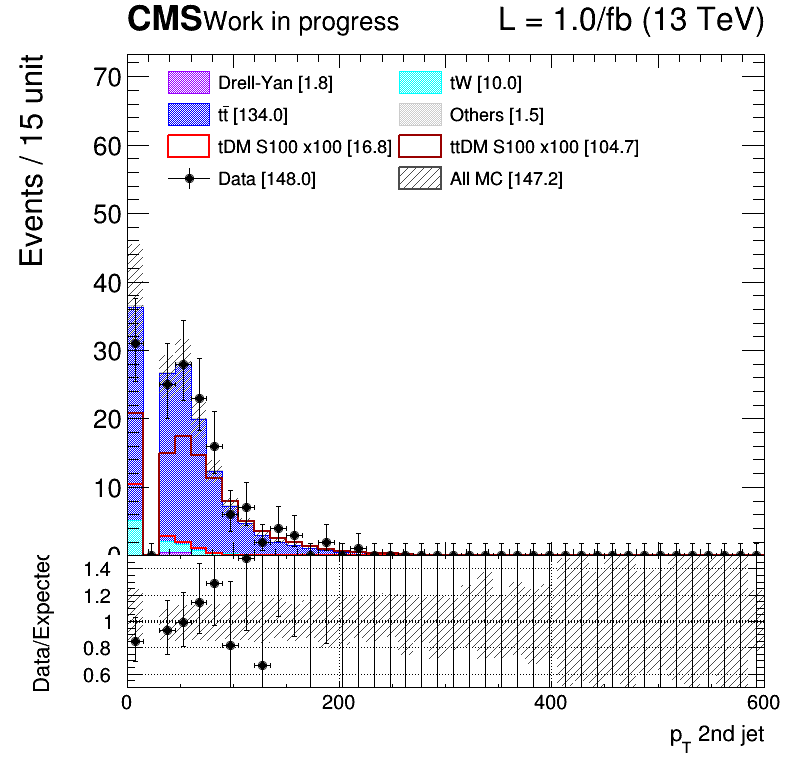 CMS Work in progress L = 1.0/fb (13 TeV)
Events / 15 unit
70
60
50
40
30
20
10
0
Drell-Yan [1.8] tW [10.0]
tt̄ [134.0] Others [1.5]
tDM S100 x100 [16.8] ttDM S100 x100 [104.7]
Data [148.0] All MC [147.2]
Data/Expected
1.4
1.2
1
0.8
0.6
0 200 400 600
p_T 2nd jet